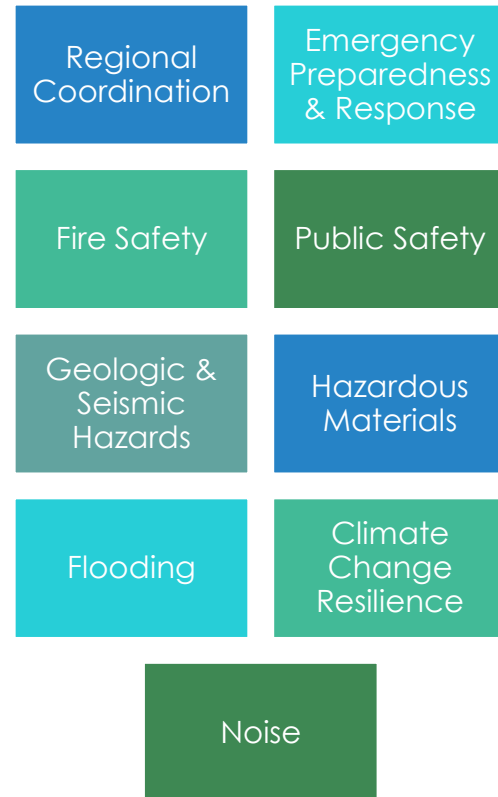 Regional
Coordination
Emergency
Preparedness
& Response
Fire Safety
Public Safety
Geologic &
Seismic
Hazards
Hazardous
Materials
Flooding
Climate
Change
Resilience
Noise